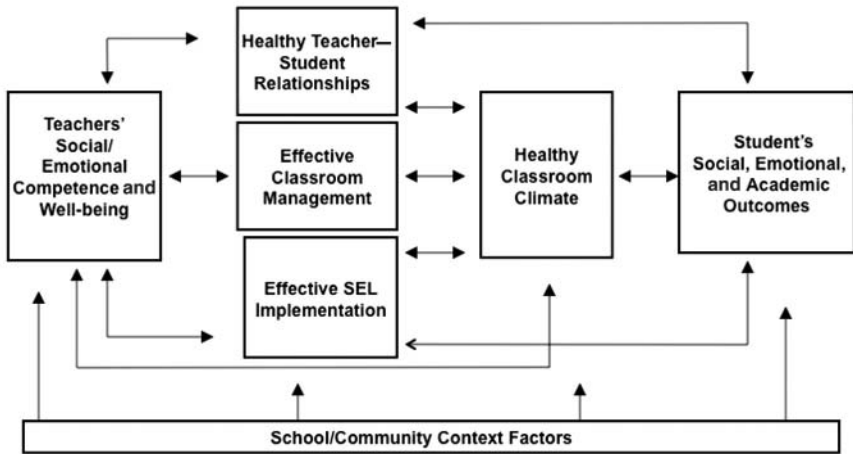 Healthy Teacher—
Student
Relationships
Teachers'
Social/
Emotional
Competence and
Well-being
Effective
Classroom
Management
Healthy
Classroom
Climate
Student's
Social, Emotional,
and Academic
Outcomes
Effective SEL
Implementation
School/Community Context Factors